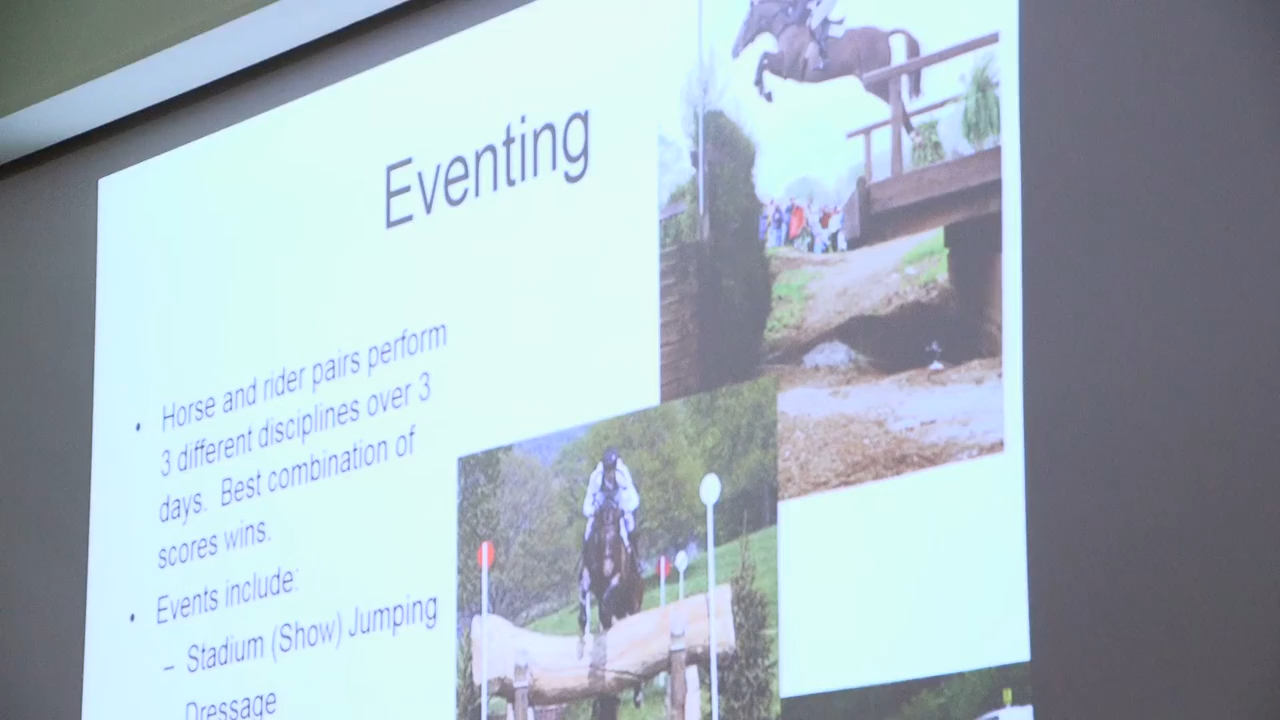 Eventing
• Horse and rider pairs perform
3 different disciplines over 3
days. Best combination of
scores wins.
• Events include:
– Stadium (Show) Jumping
Dressage